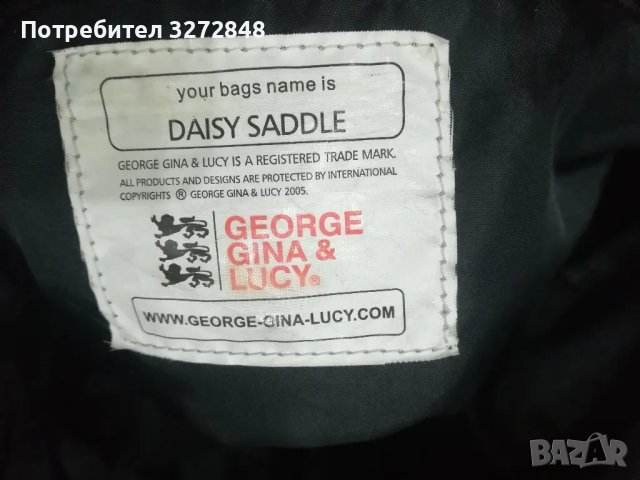 Потребител 3272848
your bags name is
DAISY SADDLE
GEORGE GINA & LUCY IS A REGISTERED TRADE MARK.
ALL PRODUCTS AND DESIGNS ARE PROTECTED BY INTERNATIONAL
COPYRIGHTS ® GEORGE GINA & LUCY 2005.
GEORGE
GINA &
LUCY®
WWW.GEORGE-GINA-LUCY.COM
BAZAR